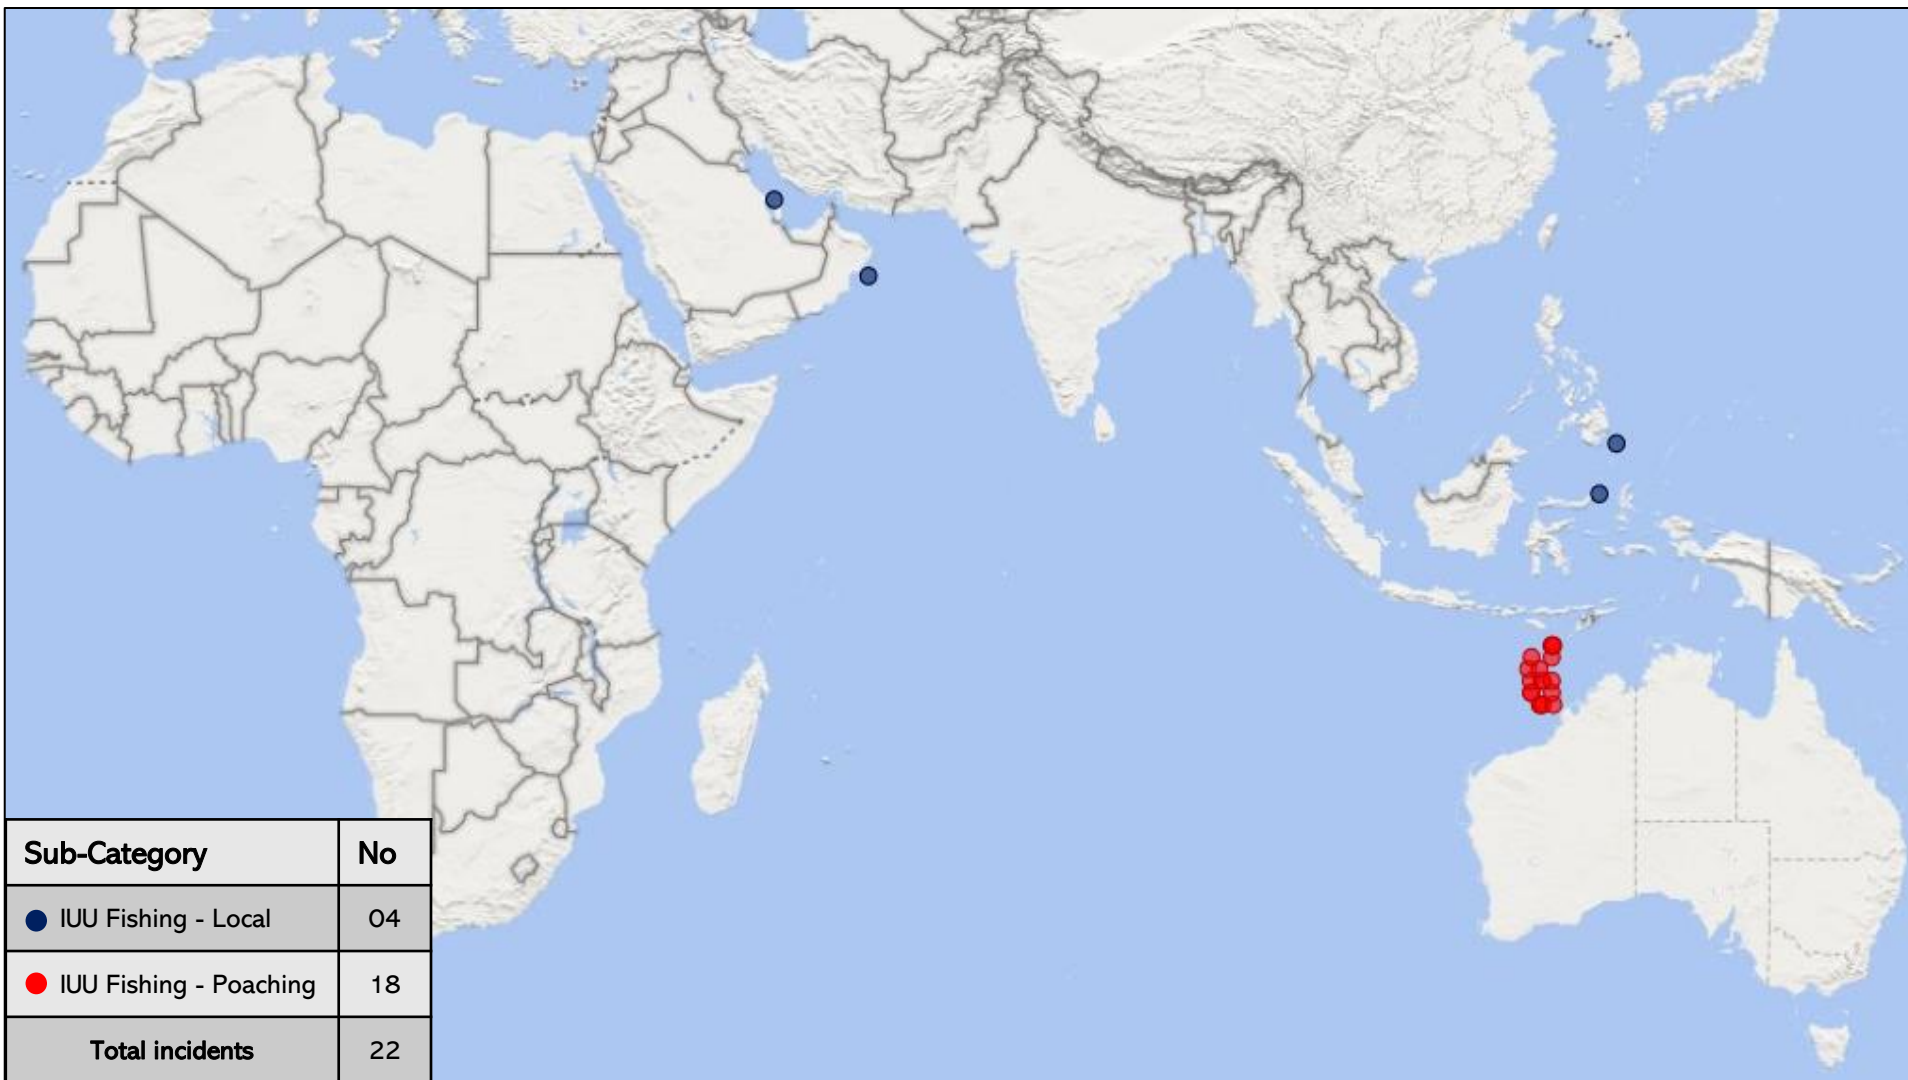 Sub-Category No
IUU Fishing - Local 04
IUU Fishing - Poaching 18
Total incidents 22